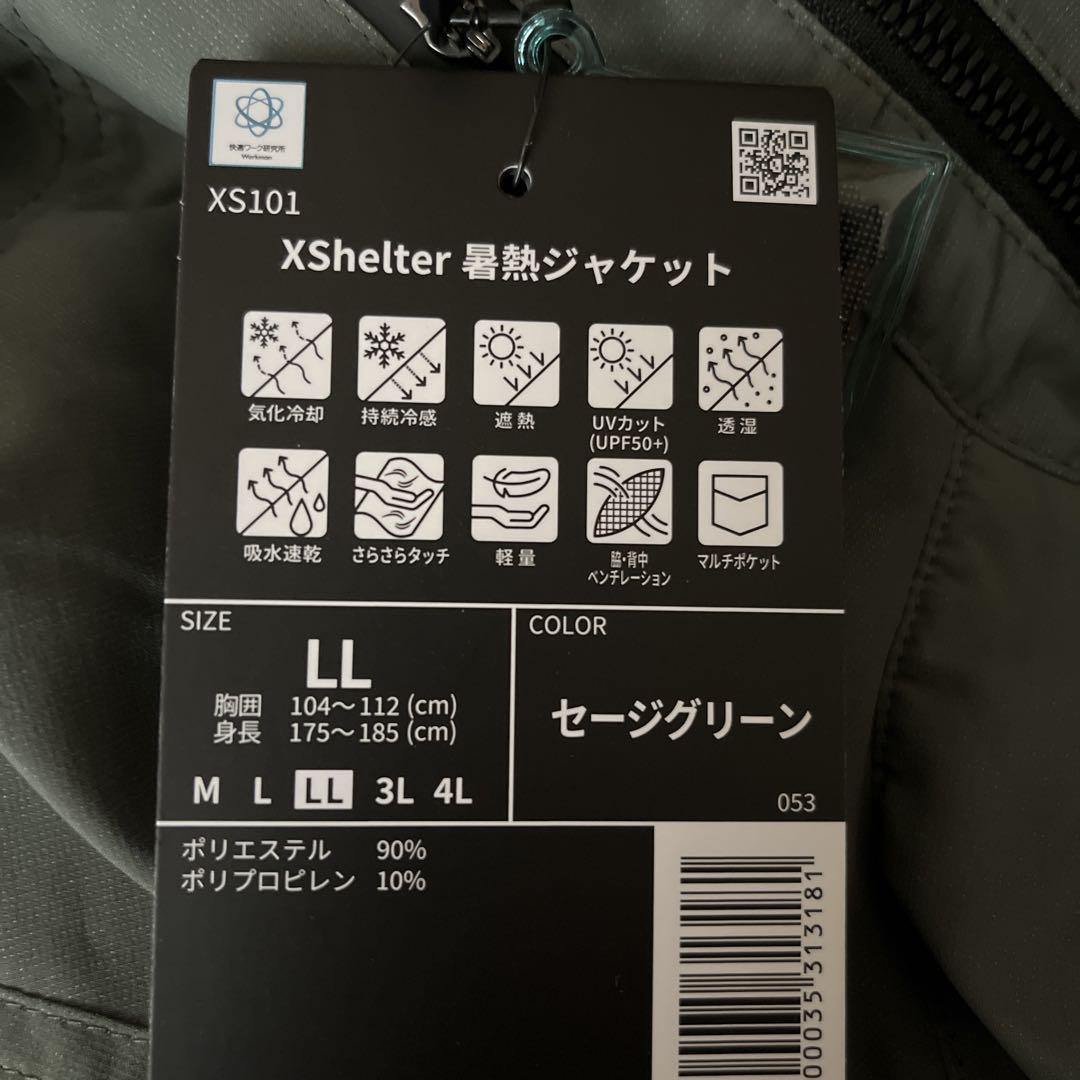 快適ワーク研究所
Workman
XS101
XShelter 暑熱ジャケット
気化冷却 持続冷感 遮熱 UVカット 透湿
(UPF50+)
吸水速乾 さらさらタッチ 軽量 脇・背中 マルチポケット
ベンチレーション
SIZE
LL
胸囲 104〜112 (cm)
身長 175〜185 (cm)
M L LL 3L 4L
COLOR
セージグリーン
053
ポリエステル 90%
ポリプロピレン 10%
00035 313181